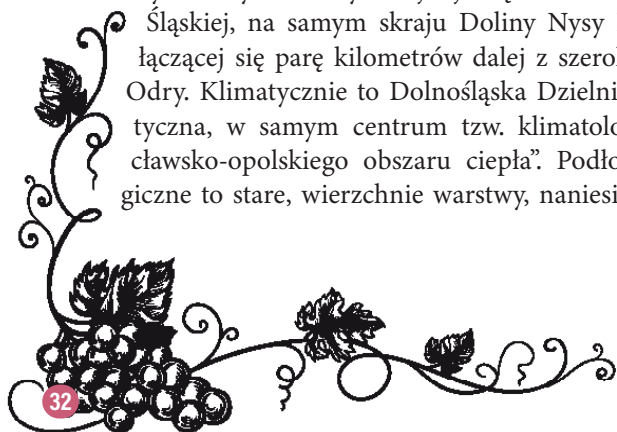 Śląskiej, na samym skraju Doliny Nysy
łączącej się parę kilometrów dalej z szerol
Odry. Klimatycznie to Dolnośląska Dzielni
tyczna, w samym centrum tzw. klimatolo
cławsko-opolskiego obszaru ciepła”. Podło
giczne to stare, wierzchnie warstwy, naniesi
32